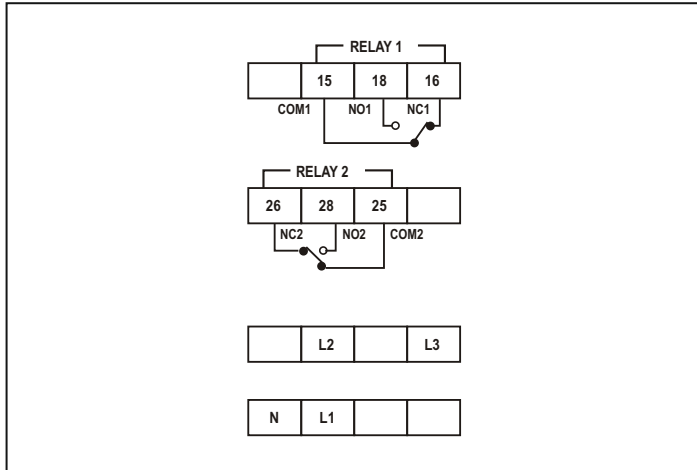 RELAY 1
15 18 16
COM1 NO1 NC1
RELAY 2
26 28 25
NC2 NO2 COM2
L2 L3
N L1